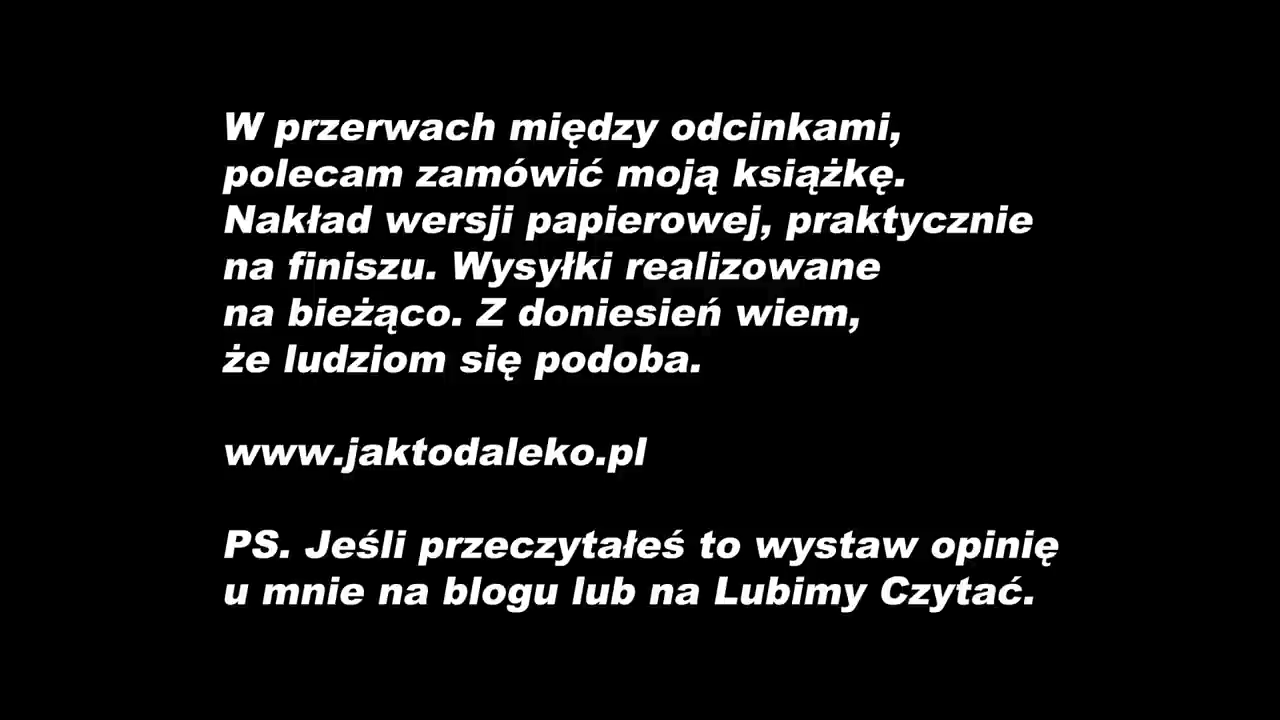 W przerwach między odcinkami,
polecam zamówić moją książkę.
Nakład wersji papierowej, praktycznie
na finiszu. Wysyłki realizowane
na bieżąco. Z doniesień wiem,
że ludziom się podoba.
www.jaktodaleko.pl
PS. Jeśli przeczytałeś to wystaw opinię
u mnie na blogu lub na Lubimy Czytać.